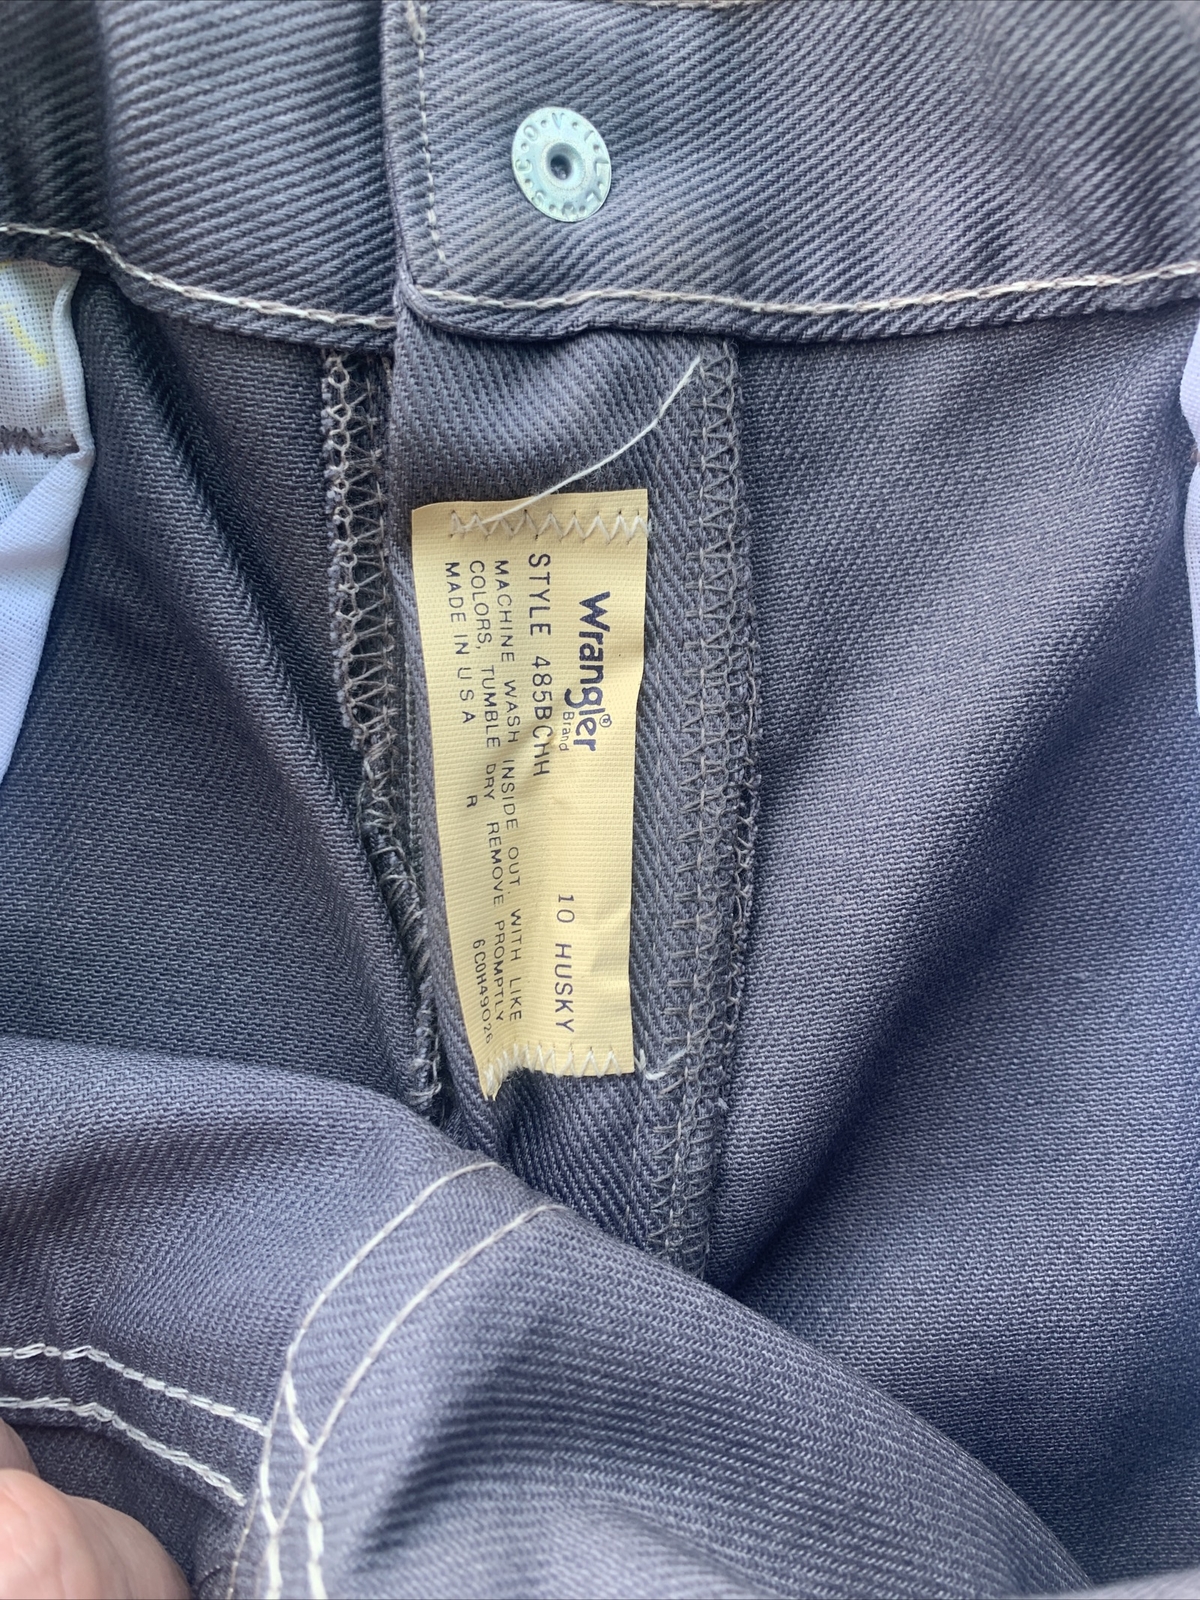 Wrangler®
Brand
10 HUSKY
STYLE 485BCHH
MACHINE WASH INSIDE OUT, WITH LIKE
COLORS, TUMBLE DRY REMOVE PROMPTLY
MADE IN U S A R 6C0H49026